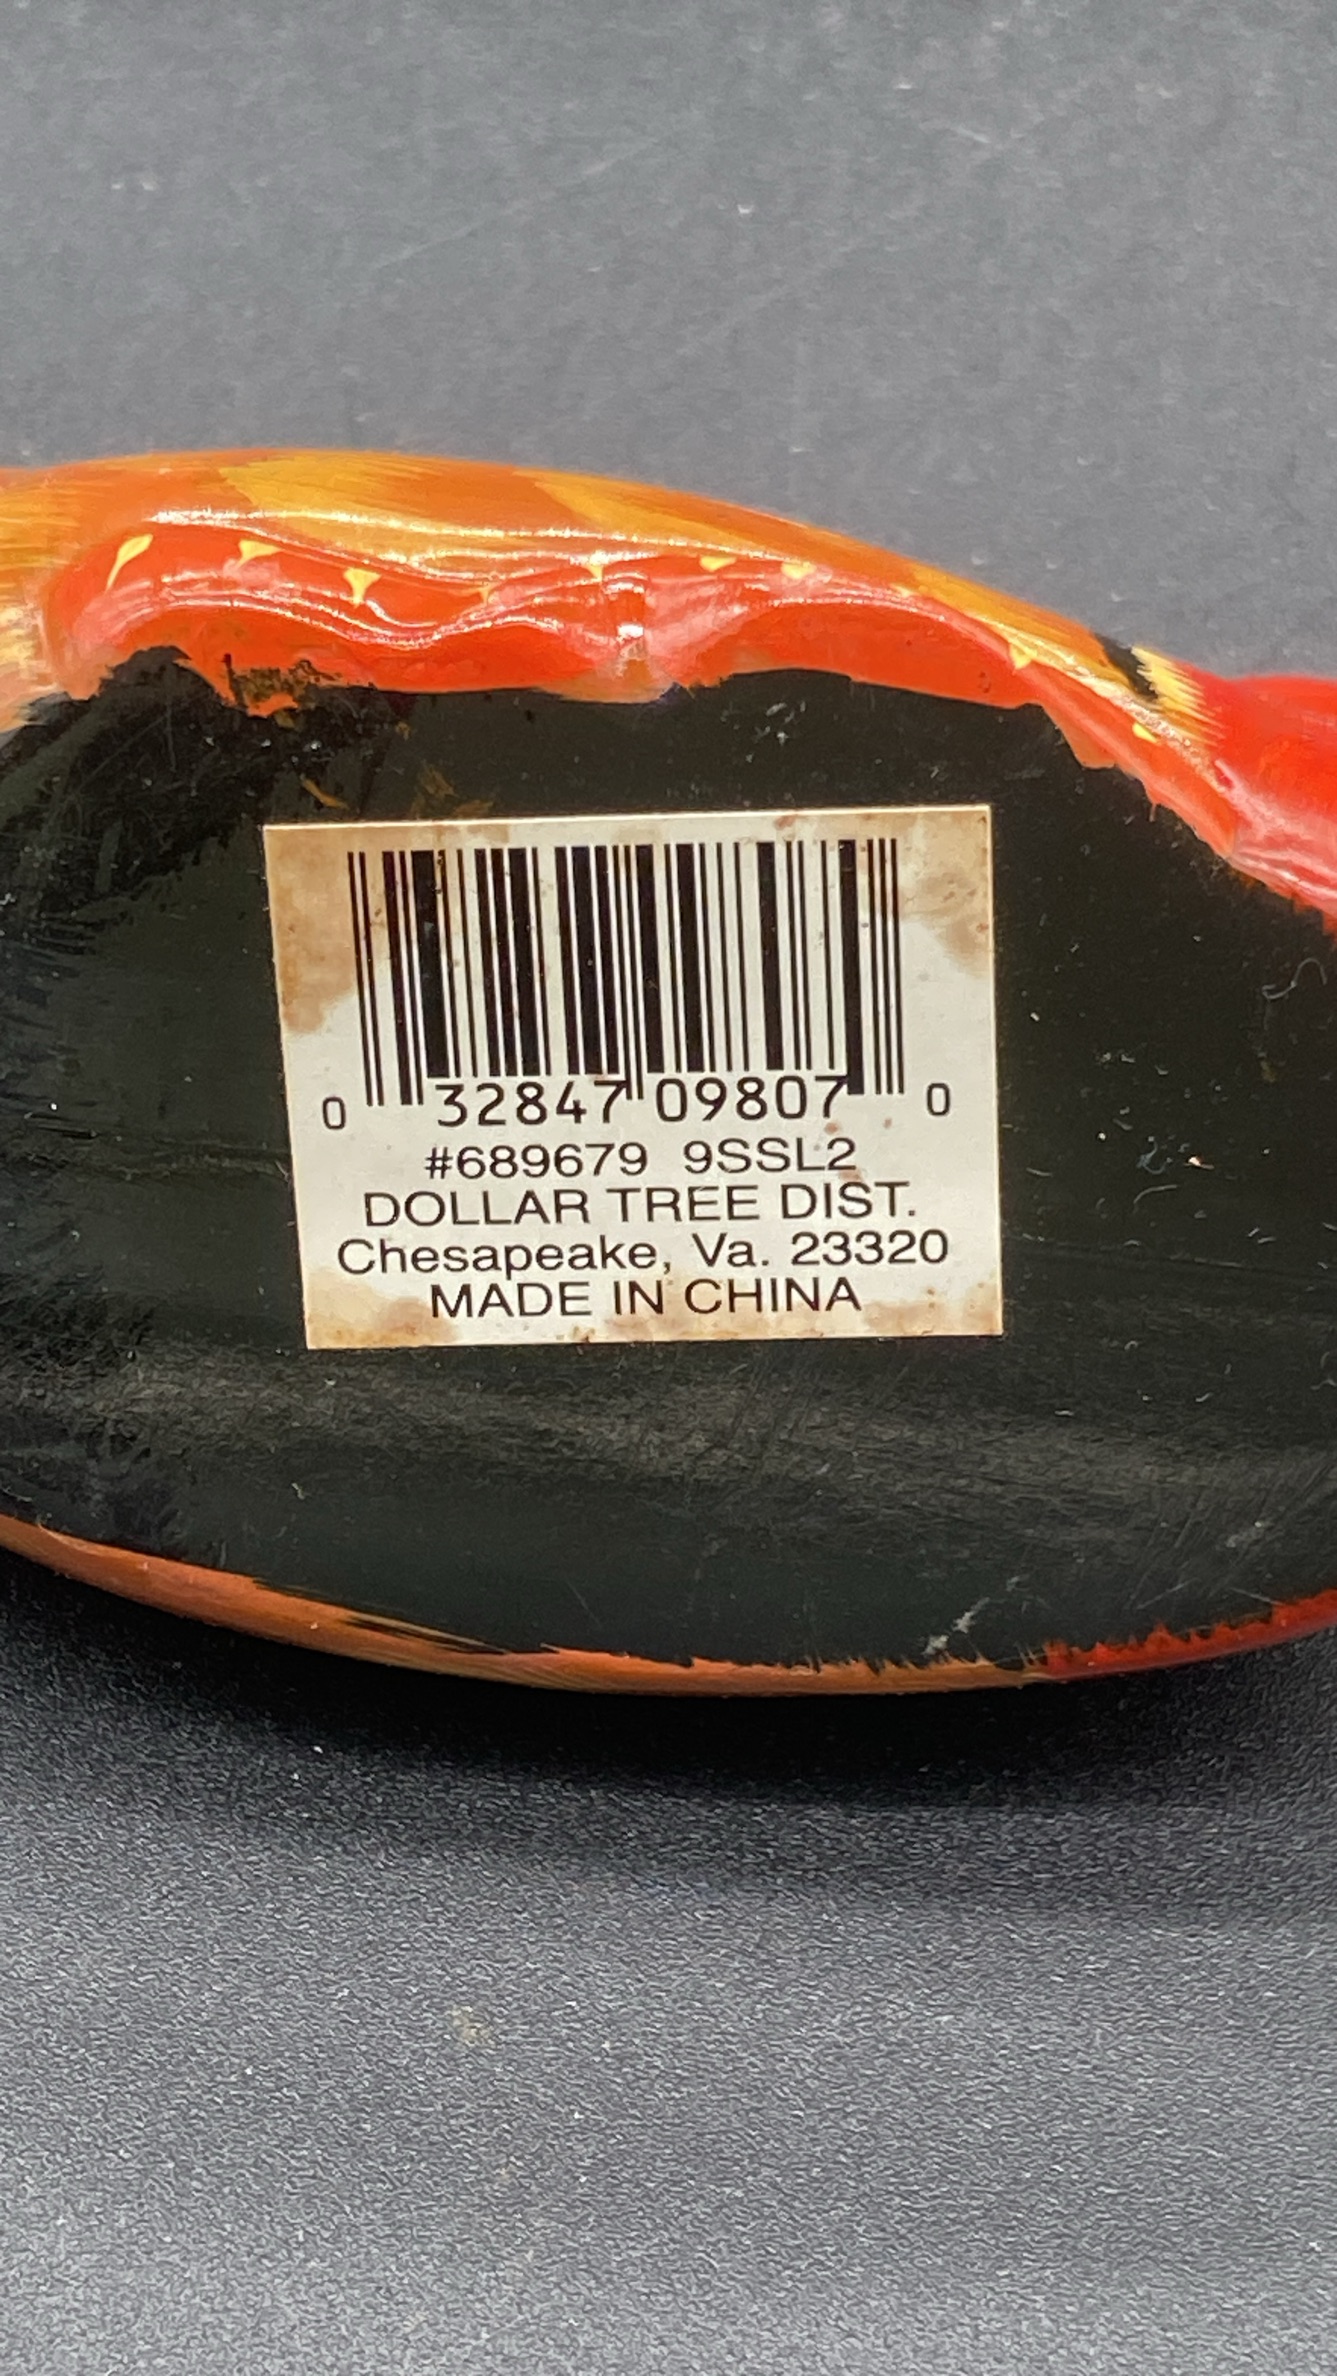 0 32847 09807 0
#689679 9SSL2
DOLLAR TREE DIST.
Chesapeake, Va. 23320
MADE IN CHINA